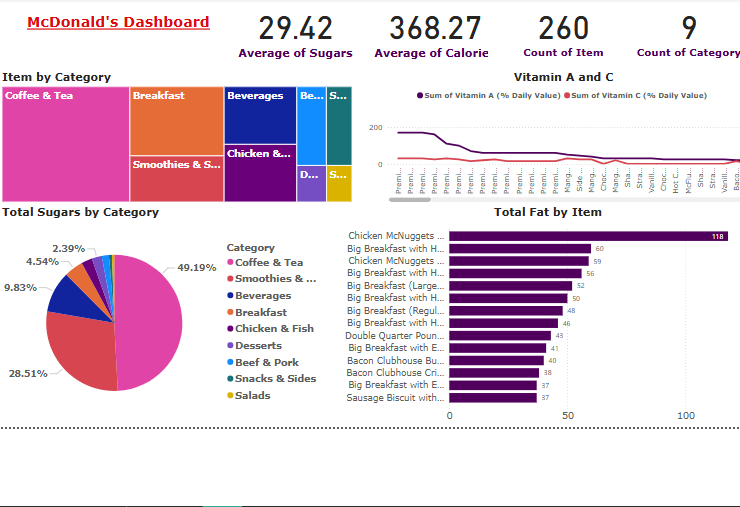 McDonald's Dashboard
29.42
Average of Sugars
368.27
Average of Calorie
260
Count of Item
9
Count of Category
Item by Category
Coffee & Tea
Breakfast
Smoothies & S...
Beverages
Chicken &...
Be...
S...
D...
S...
Vitamin A and C
Sum of Vitamin A (% Daily Value)
Sum of Vitamin C (% Daily Value)
200
0
Premi...
Premi...
Premi...
Premi...
Premi...
Premi...
Premi...
Premi...
Premi...
Premi...
Premi...
Premi...
Premi...
Premi...
Mang...
Side ...
Mang...
Choc...
Mang...
Sha...
Stra...
Vanill...
Choc...
Hot C...
McFlu...
Sha...
Stra...
Vanill...
Baco...
Total Sugars by Category
2.39%
4.54%
9.83%
28.51%
49.19%
Category
Coffee & Tea
Smoothies & ...
Beverages
Breakfast
Chicken & Fish
Desserts
Beef & Pork
Snacks & Sides
Salads
Total Fat by Item
Chicken McNuggets ... 118
Big Breakfast with H... 60
Chicken McNuggets ... 59
Big Breakfast with H... 56
Big Breakfast (Large... 52
Big Breakfast with H... 50
Big Breakfast (Regul... 48
Big Breakfast with H... 46
Double Quarter Poun... 43
Big Breakfast with E... 41
Bacon Clubhouse Bu... 40
Bacon Clubhouse Cri... 38
Big Breakfast with E... 37
Sausage Biscuit with... 37
0 50 100